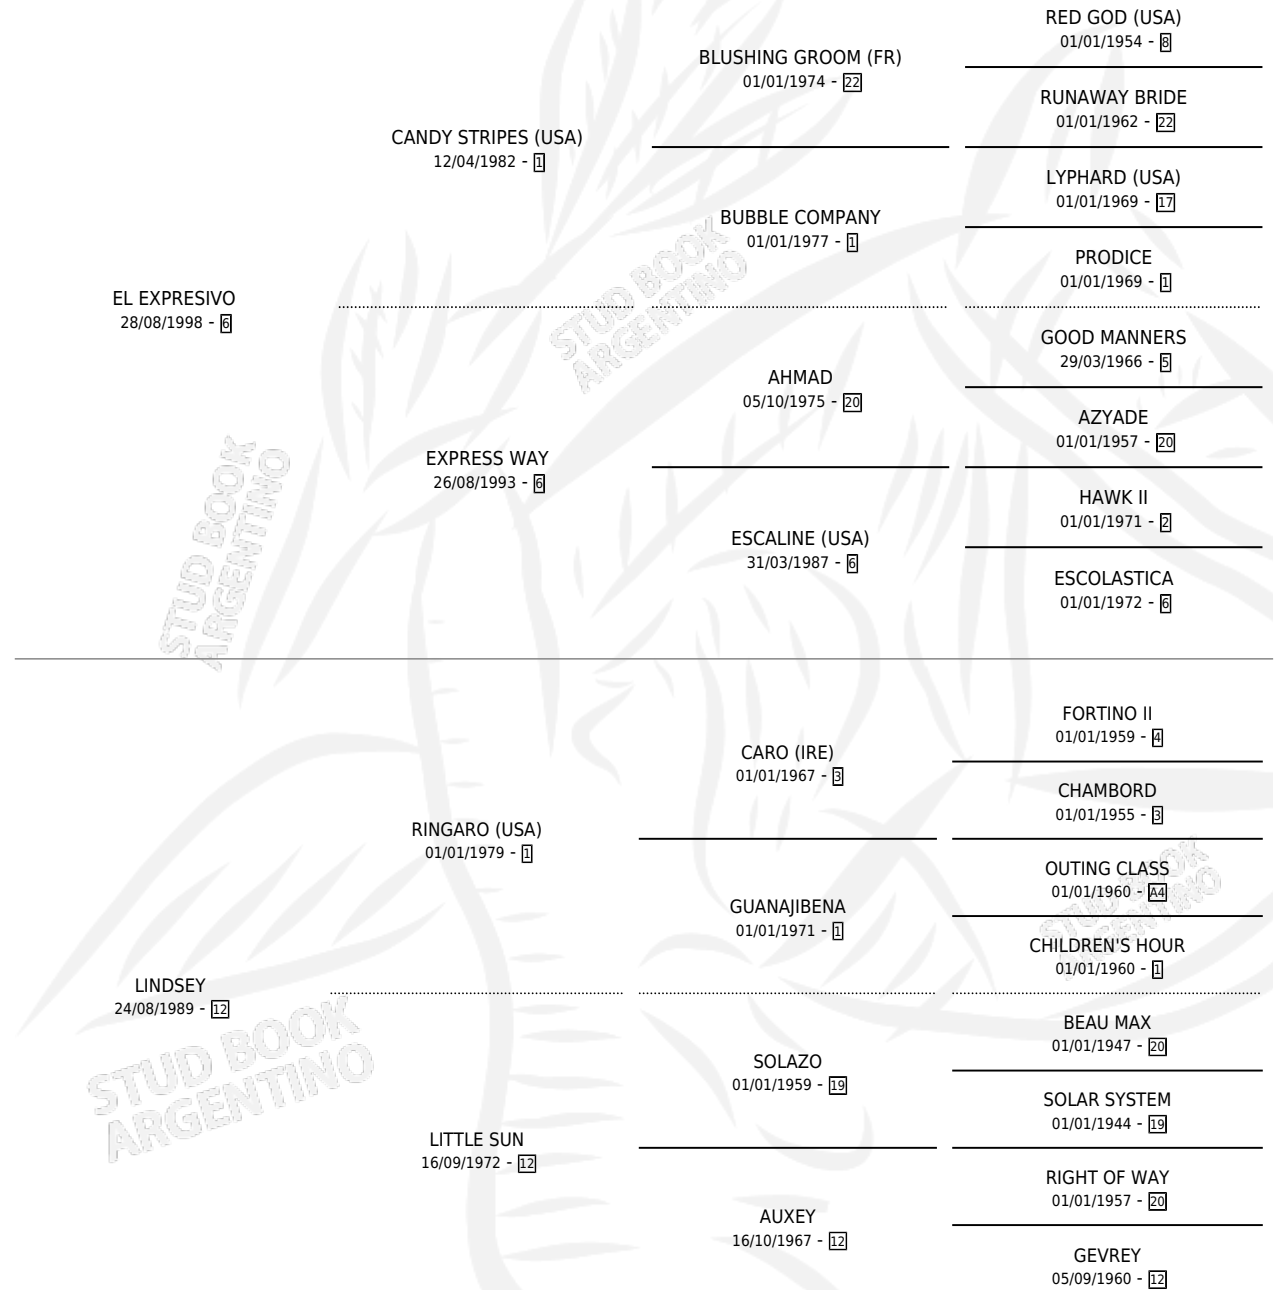 RED GOD (USA)
01/01/1954 - 8
BLUSHING GROOM (FR)
01/01/1974 - 22
RUNAWAY BRIDE
01/01/1962 - 22
CANDY STRIPES (USA)
12/04/1982 - 1
LYPHARD (USA)
01/01/1969 - 17
BUBBLE COMPANY
01/01/1977 - 1
PRODICE
01/01/1969 - 1
EL EXPRESIVO
28/08/1998 - 6
STUD BOOK
ARGENTINO
GOOD MANNERS
29/03/1966 - 5
AHMAD
05/10/1975 - 20
AZYADE
01/01/1957 - 20
EXPRESS WAY
26/08/1993 - 6
HAWK II
01/01/1971 - 2
ESCALINE (USA)
31/03/1987 - 6
ESCOLASTICA
01/01/1972 - 6
STUD BOOK
ARGENTINO
FORTINO II
01/01/1959 - 4
CARO (IRE)
01/01/1967 - 3
CHAMBORD
01/01/1955 - 3
RINGARO (USA)
01/01/1979 - 1
OUTING CLASS
01/01/1960 - A4
GUANAJIBENA
01/01/1971 - 1
STUD BOOK
ARGENTINO
CHILDREN'S HOUR
01/01/1960 - 1
LINDSEY
24/08/1989 - 12
BEAU MAX
01/01/1947 - 20
SOLAZO
01/01/1959 - 19
SOLAR SYSTEM
01/01/1944 - 19
STUD BOOK
ARGENTINO
LITTLE SUN
16/09/1972 - 12
RIGHT OF WAY
01/01/1957 - 20
AUXEY
16/10/1967 - 12
GEVREY
05/09/1960 - 12